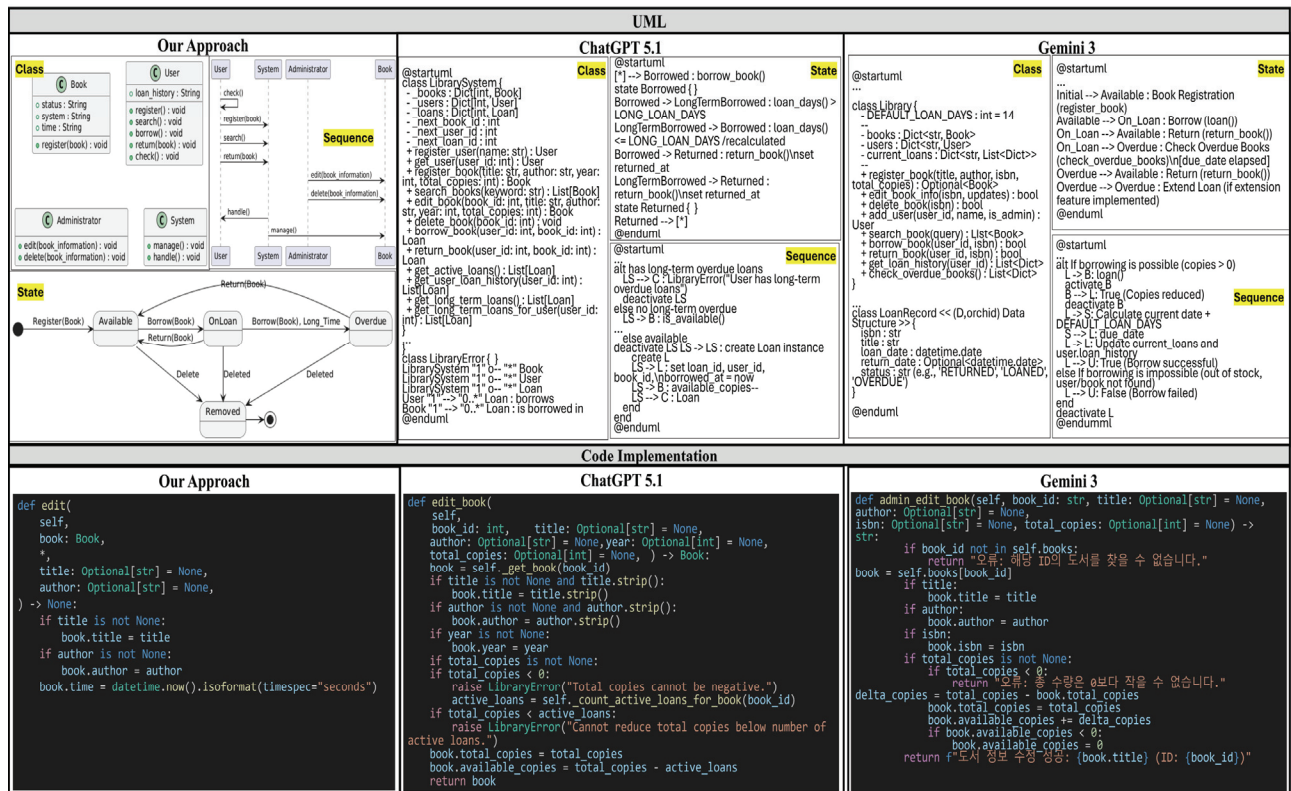 UML
Our Approach
Class
C Book
status : String
system : String
time : String
register(book) : void
C User
loan_history : String
register() : void
search() : void
borrow() : void
return(book) : void
check() : void
C Administrator
edit(book_information) : void
delete(book_information) : void
C System
manage() : void
handle() : void
Sequence
User System Administrator Book
check()
register(book)
search()
return(book)
edit(book_information)
delete(book_information)
handle()
manage()
User System Administrator Book
State
Return(Book)
Register(Book)
Available
Borrow(Book)
Return(Book)
OnLoan
Borrow(Book), Long_Time
Overdue
Delete
Deleted
Deleted
Removed
ChatGPT 5.1
Class
@startuml
class LibrarySystem {
- _books : Dict[int, Book]
- _users : Dict[int, User]
- _loans : Dict[int, Loan]
- _next_book_id : int
- _next_user_id : int
- _next_loan_id : int
+ register_user(name: str) : User
+ get_user(user_id: int) : User
+ register_book(title: str, author: str, year:
int, total_copies: int) : Book
+ search_books(keyword: str) : List[Book]
+ edit_book(book_id: int, title: str, author:
str, year: int, total_copies: int) : Book
+ delete_book(book_id: int) : void
+ borrow_book(user_id: int, book_id: int) :
Loan
+ return_book(user_id: int, book_id: int) :
Loan
+ get_active_loans() : List[Loan]
+ get_user_loan_history(user_id: int) :
List[Loan]
+ get_long_term_loans() : List[Loan]
+ get_long_term_loans_for_user(user_id:
int) : List[Loan]
}
...
}
class LibraryError { }
LibrarySystem "1" o-- "*" Book
LibrarySystem "1" o-- "*" User
LibrarySystem "1" o-- "*" Loan
User "1" --> "0..*" Loan : borrows
Book "1" --> "0..*" Loan : is borrowed in
@enduml
State
@startuml
[*] --> Borrowed : borrow_book()
state Borrowed { }
Borrowed --> LongTermBorrowed : loan_days() >
LONG_LOAN_DAYS
LongTermBorrowed -> Borrowed : loan_days()
<= LONG_LOAN_DAYS /recalculated
Borrowed -> Returned : return_book()\nset
returned_at
LongTermBorrowed -> Returned :
return_book()\nset returned_at
state Returned { }
Returned --> [*]
@enduml
Sequence
@startuml
...
alt has long-term overdue loans
LS --> C : LibraryError("User has long-term
overdue loans")
deactivate LS
else no long-term overdue
LS -> B : is_available()
...
else available
deactivate LS LS -> LS : create Loan instance
create L
LS -> L : set loan_id, user_id,
book_id,\nborrowed_at = now
LS -> B : available_copies--
LS --> C : Loan
end
end
@enduml
Gemini 3
Class
@startuml
...
class Library {
- DEFAULT_LOAN_DAYS : int = 14
--
- books : Dict<str, Book>
- users : Dict<str, User>
- current_loans : Dict<str, List<Dict>>
--
+ register_book(title, author, isbn,
total_copies) : Optional<Book>
+ edit_book_info(isbn, updates) : bool
+ delete_book(isbn) : bool
+ add_user(user_id, name, is_admin) :
User
+ search_book(query) : List<Book>
+ borrow_book(user_id, isbn) : bool
+ return_book(user_id, isbn) : bool
+ get_loan_history(user_id) : List<Dict>
+ check_overdue_books() : List<Dict>
}
...
class LoanRecord << (D,orchid) Data
Structure >> {
isbn : str
title : str
loan_date : datetime.date
return_date : Optional<datetime.date>
status : str (e.g., 'RETURNED', 'LOANED',
'OVERDUE')
}
@enduml
State
@startuml
...
Initial --> Available : Book Registration
(register_book)
Available --> On_Loan : Borrow (loan())
On_Loan --> Available : Return (return_book())
On_Loan --> Overdue : Check Overdue Books
(check_overdue_books)\n[due_date elapsed]
Overdue --> Available : Return (return_book())
Overdue --> Overdue : Extend Loan (if extension
feature implemented)
@enduml
Sequence
@startuml
...
alt If borrowing is possible (copies > 0)
L -> B: loan()
activate B
B --> L: True (Copies reduced)
deactivate B
L -> S: Calculate current date +
DEFAULT_LOAN_DAYS
S --> L: due_date
L -> L: Update current_loans and
user.loan_history
L --> U: True (Borrow successful)
else If borrowing is impossible (out of stock,
user/book not found)
L --> U: False (Borrow failed)
end
deactivate L
@endumml
Code Implementation
Our Approach
def edit(
self,
book: Book,
*,
title: Optional[str] = None,
author: Optional[str] = None,
) -> None:
if title is not None:
book.title = title
if author is not None:
book.author = author
book.time = datetime.now().isoformat(timespec="seconds")
ChatGPT 5.1
def edit_book(
self,
book_id: int, title: Optional[str] = None,
author: Optional[str] = None,year: Optional[int] = None,
total_copies: Optional[int] = None, ) -> Book:
book = self._get_book(book_id)
if title is not None and title.strip():
book.title = title.strip()
if author is not None and author.strip():
book.author = author.strip()
if year is not None:
book.year = year
if total_copies is not None:
if total_copies < 0:
raise LibraryError("Total copies cannot be negative.")
active_loans = self._count_active_loans_for_book(book_id)
if total_copies < active_loans:
raise LibraryError("Cannot reduce total copies below number of
active loans.")
book.total_copies = total_copies
book.available_copies = total_copies - active_loans
return book
Gemini 3
def admin_edit_book(self, book_id: str, title: Optional[str] = None,
author: Optional[str] = None,
isbn: Optional[str] = None, total_copies: Optional[int] = None) ->
str:
if book_id not in self.books:
return "오류: 해당 ID의 도서를 찾을 수 없습니다."
book = self.books[book_id]
if title:
book.title = title
if author:
book.author = author
if isbn:
book.isbn = isbn
if total_copies is not None:
if total_copies < 0:
return "오류: 총 수량은 0보다 작을 수 없습니다."
delta_copies = total_copies - book.total_copies
book.total_copies = total_copies
book.available_copies += delta_copies
if book.available_copies < 0:
book.available_copies = 0
return f"도서 정보 수정 성공: {book.title} (ID: {book_id})"